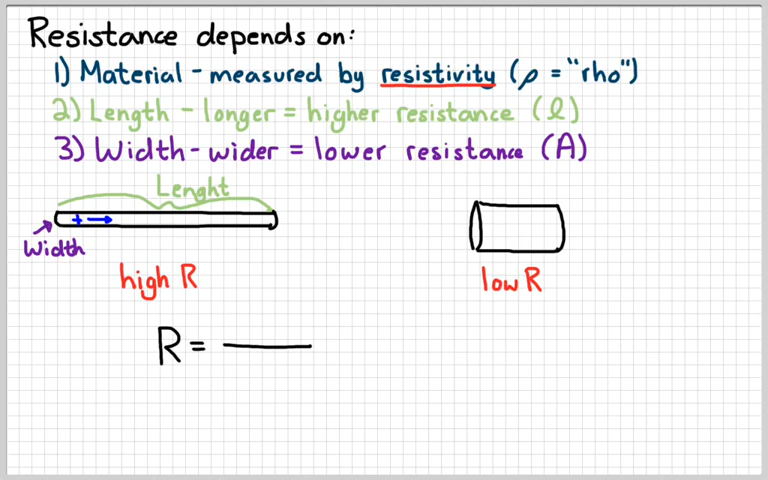 Resistance depends on:
1) Material - measured by resistivity (ρ = "rho")
2) Length - longer = higher resistance (l)
3) Width - wider = lower resistance (A)
Lenght
+ →
Width
high R
low R
R =